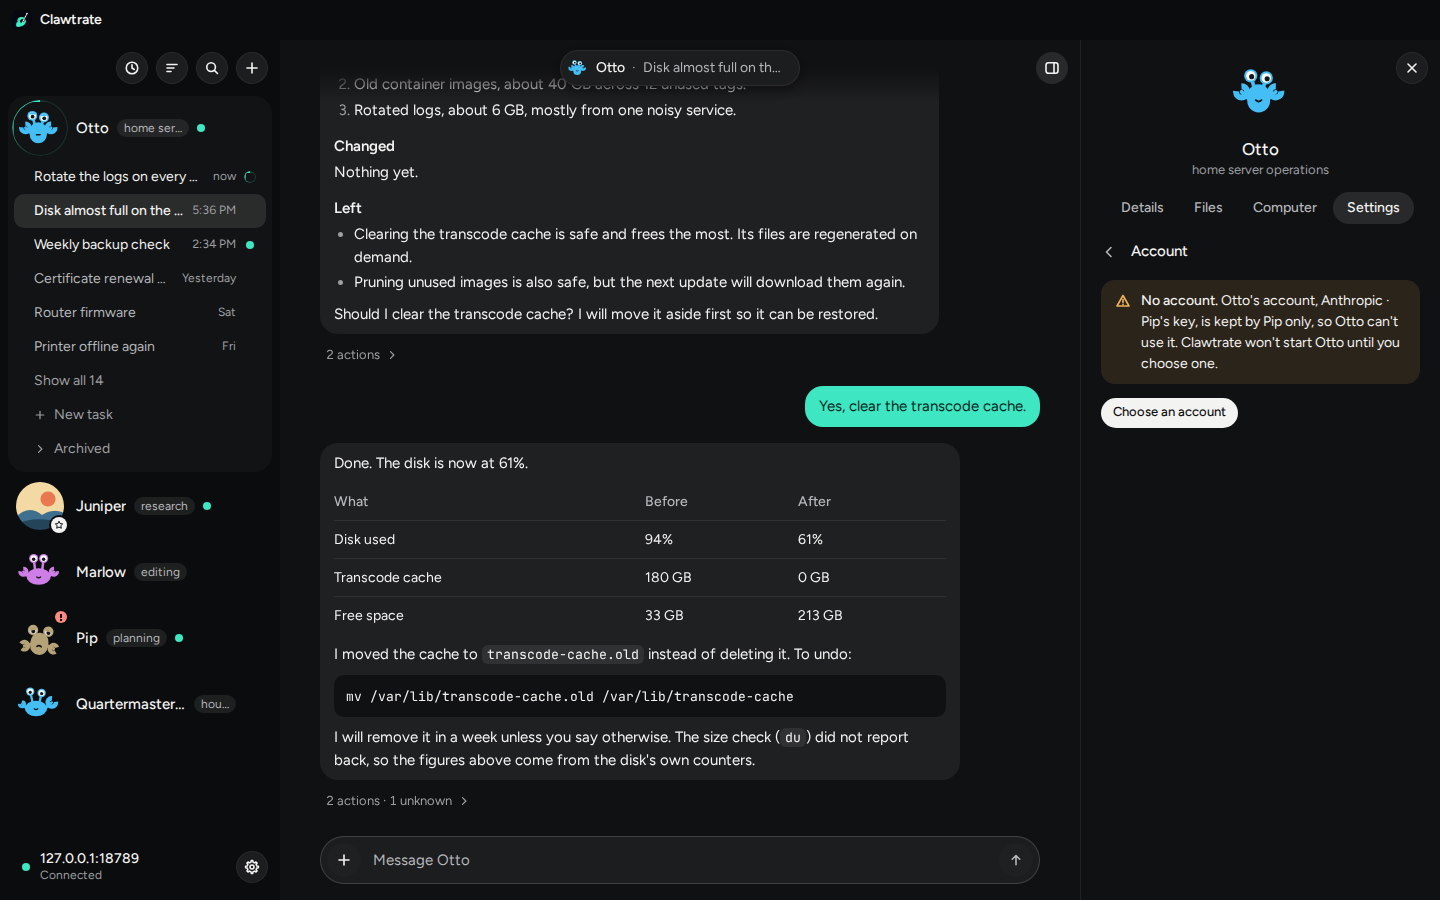 Clawtrate
Otto
home ser...
Rotate the logs on every ...
now
Disk almost full on the ...
5:36 PM
Weekly backup check
2:34 PM
Certificate renewal ...
Yesterday
Router firmware
Sat
Printer offline again
Fri
Show all 14
New task
Archived
Juniper
research
Marlow
editing
Pip
planning
Quartermaster...
hou...
127.0.0.1:18789
Connected
Otto · Disk almost full on th...
2. Old container images, about 40 GB across 12 unused tags.
3. Rotated logs, about 6 GB, mostly from one noisy service.
Changed
Nothing yet.
Left
• Clearing the transcode cache is safe and frees the most. Its files are regenerated on
demand.
• Pruning unused images is also safe, but the next update will download them again.
Should I clear the transcode cache? I will move it aside first so it can be restored.
2 actions
Yes, clear the transcode cache.
Done. The disk is now at 61%.
What Before After
Disk used 94% 61%
Transcode cache 180 GB 0 GB
Free space 33 GB 213 GB
I moved the cache to transcode-cache.old instead of deleting it. To undo:
mv /var/lib/transcode-cache.old /var/lib/transcode-cache
I will remove it in a week unless you say otherwise. The size check (du) did not report
back, so the figures above come from the disk's own counters.
2 actions · 1 unknown
Message Otto
Otto
home server operations
Details
Files
Computer
Settings
Account
No account. Otto's account, Anthropic ·
Pip's key, is kept by Pip only, so Otto can't
use it. Clawtrate won't start Otto until you
choose one.
Choose an account